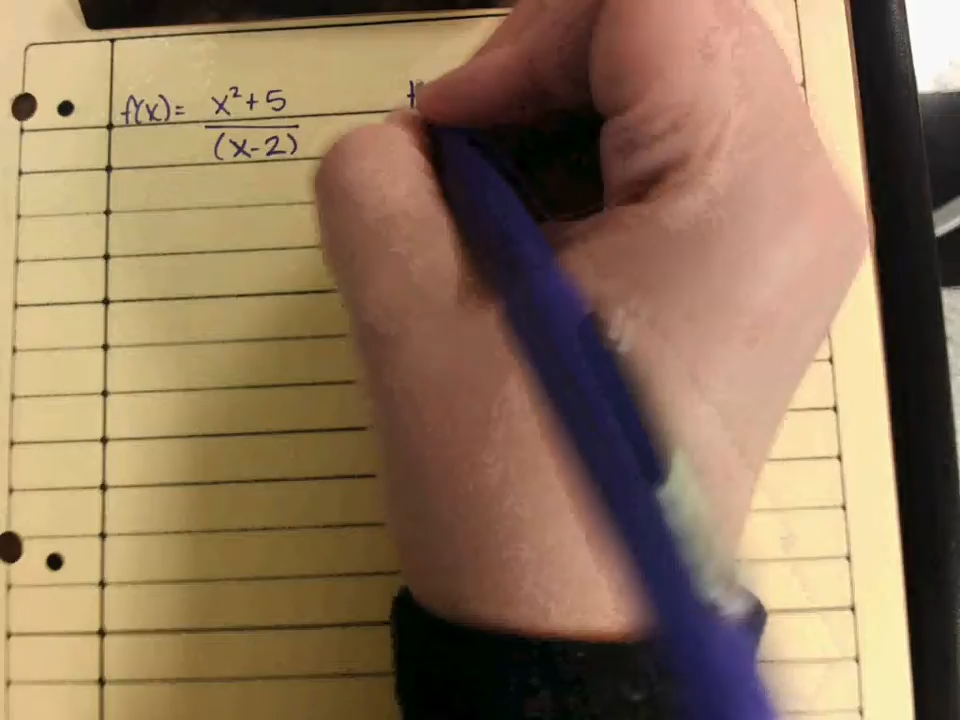 f(x) = x²+5
(x-2)